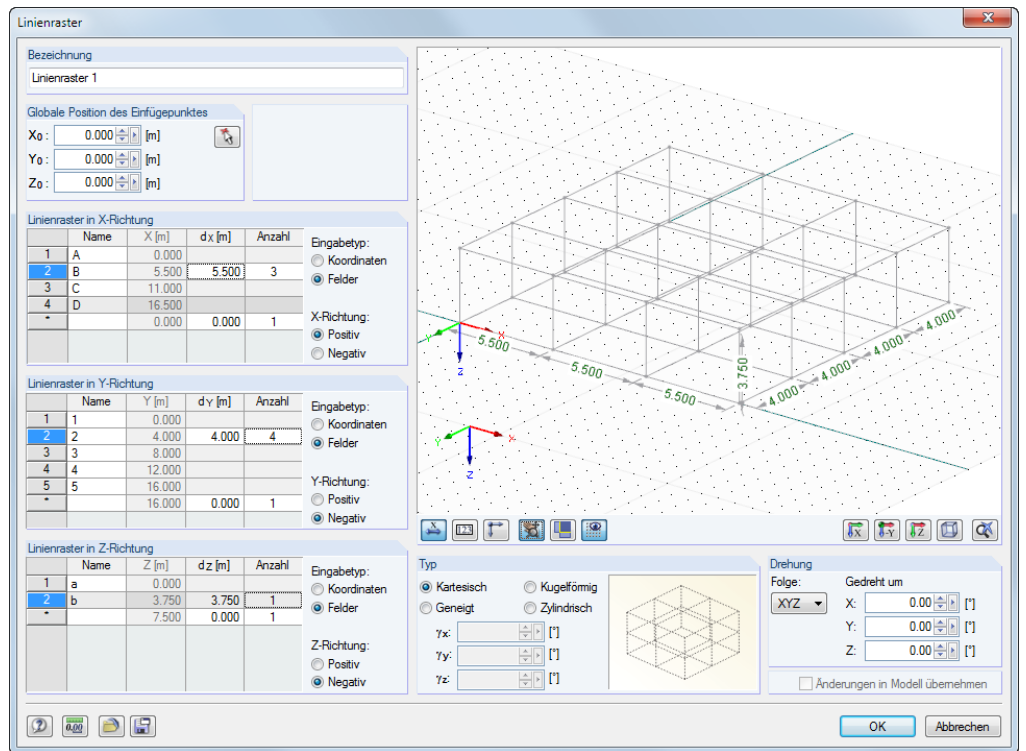 Linienraster
Bezeichnung
Linienraster 1
Globale Position des Einfügepunktes
X0 : 0.000 [m]
Y0 : 0.000 [m]
Z0 : 0.000 [m]
Linienraster in X-Richtung
Name X [m] dX [m] Anzahl
1 A 0.000
2 B 5.500 5.500 3
3 C 11.000
4 D 16.500
* 0.000 0.000 1
Eingabetyp:
Koordinaten
Felder
X-Richtung:
Positiv
Negativ
Linienraster in Y-Richtung
Name Y [m] dY [m] Anzahl
1 1 0.000
2 2 4.000 4.000 4
3 3 8.000
4 4 12.000
5 5 16.000
* 16.000 0.000 1
Eingabetyp:
Koordinaten
Felder
Y-Richtung:
Positiv
Negativ
Linienraster in Z-Richtung
Name Z [m] dZ [m] Anzahl
1 a 0.000
2 b 3.750 3.750 1
* 7.500 0.000 1
Eingabetyp:
Koordinaten
Felder
Z-Richtung:
Positiv
Negativ
Y X Z
5.500
5.500
5.500
3.750
4.000
4.000
4.000
4.000
Y X Z
X
1.2.3
X
-Y
Z
Typ
Kartesisch
Kugelförmig
Geneigt
Zylindrisch
γx: [°]
γy: [°]
γz: [°]
Drehung
Folge: Gedreht um
XYZ X: 0.00 [°]
Y: 0.00 [°]
Z: 0.00 [°]
Änderungen in Modell übernehmen
0.00
OK
Abbrechen